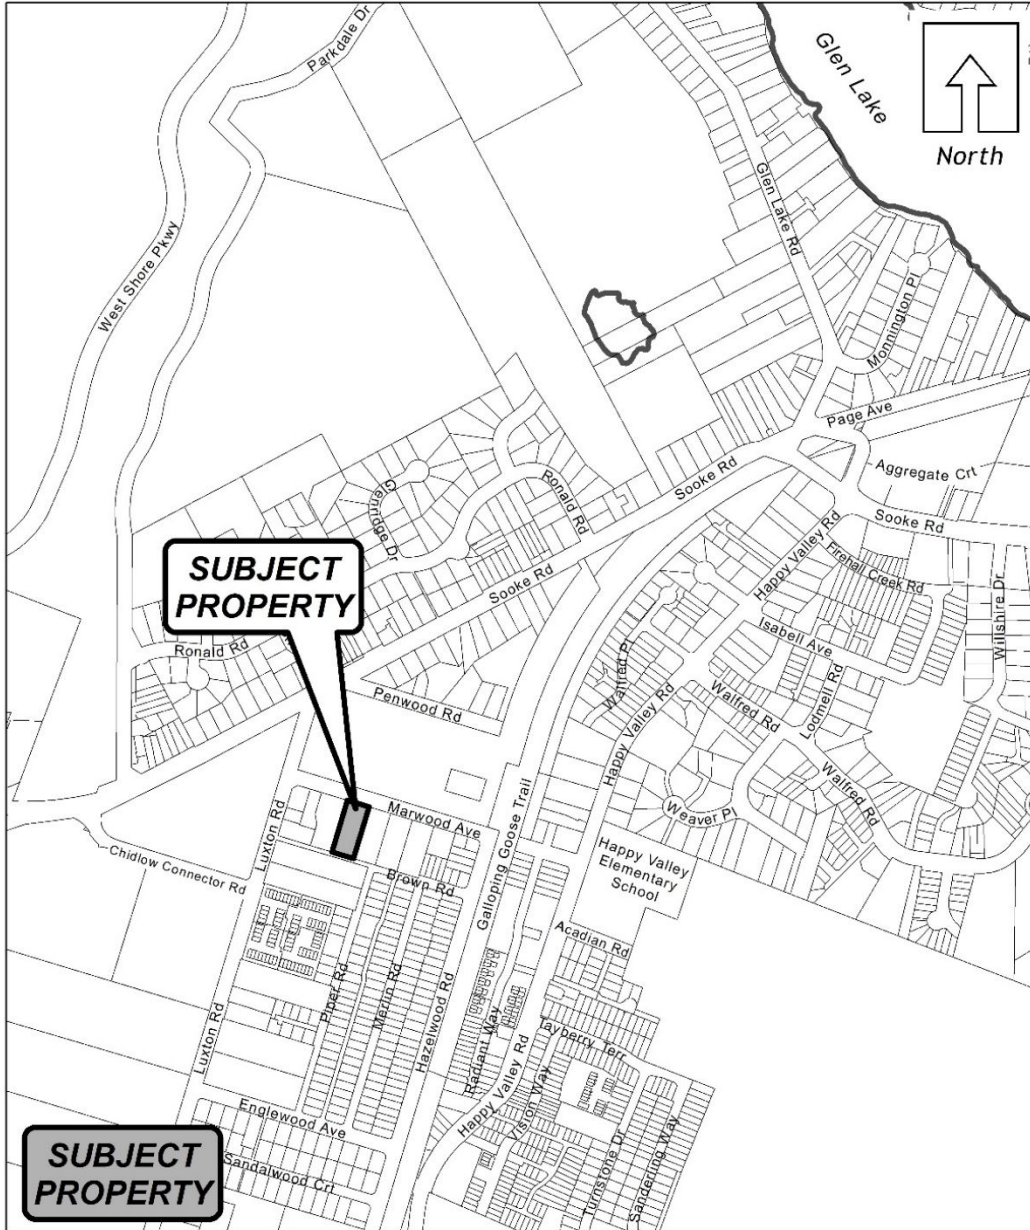 Parkdale Dr
Glen Lake
North
West Shore Pkwy
Glen Lake Rd
Monnington Pl
Page Ave
Aggregate Crt
Sooke Rd
Sooke Rd
Glenridge Dr
Ronald Rd
Happy Valley Rd
Firehall Creek Rd
SUBJECT
PROPERTY
Sooke Rd
Willshire Dr
Isabell Ave
Ronald Rd
Walfred Pl
Penwood Rd
Walfred Rd
Lodmell Rd
Happy Valley Rd
Walfred Rd
Luxton Rd
Marwood Ave
Galloping Goose Trail
Weaver Pl
Chidlow Connector Rd
Brown Rd
Happy Valley
Elementary
School
Acadian Rd
Piper Rd
Merlin Rd
Hazelwood Rd
Luxton Rd
Radiant Way
Tayberry Terr
Happy Valley Rd
Vision Way
Englewood Ave
Turnstone Dr
Sanderling Way
Sandalwood Crt
SUBJECT
PROPERTY